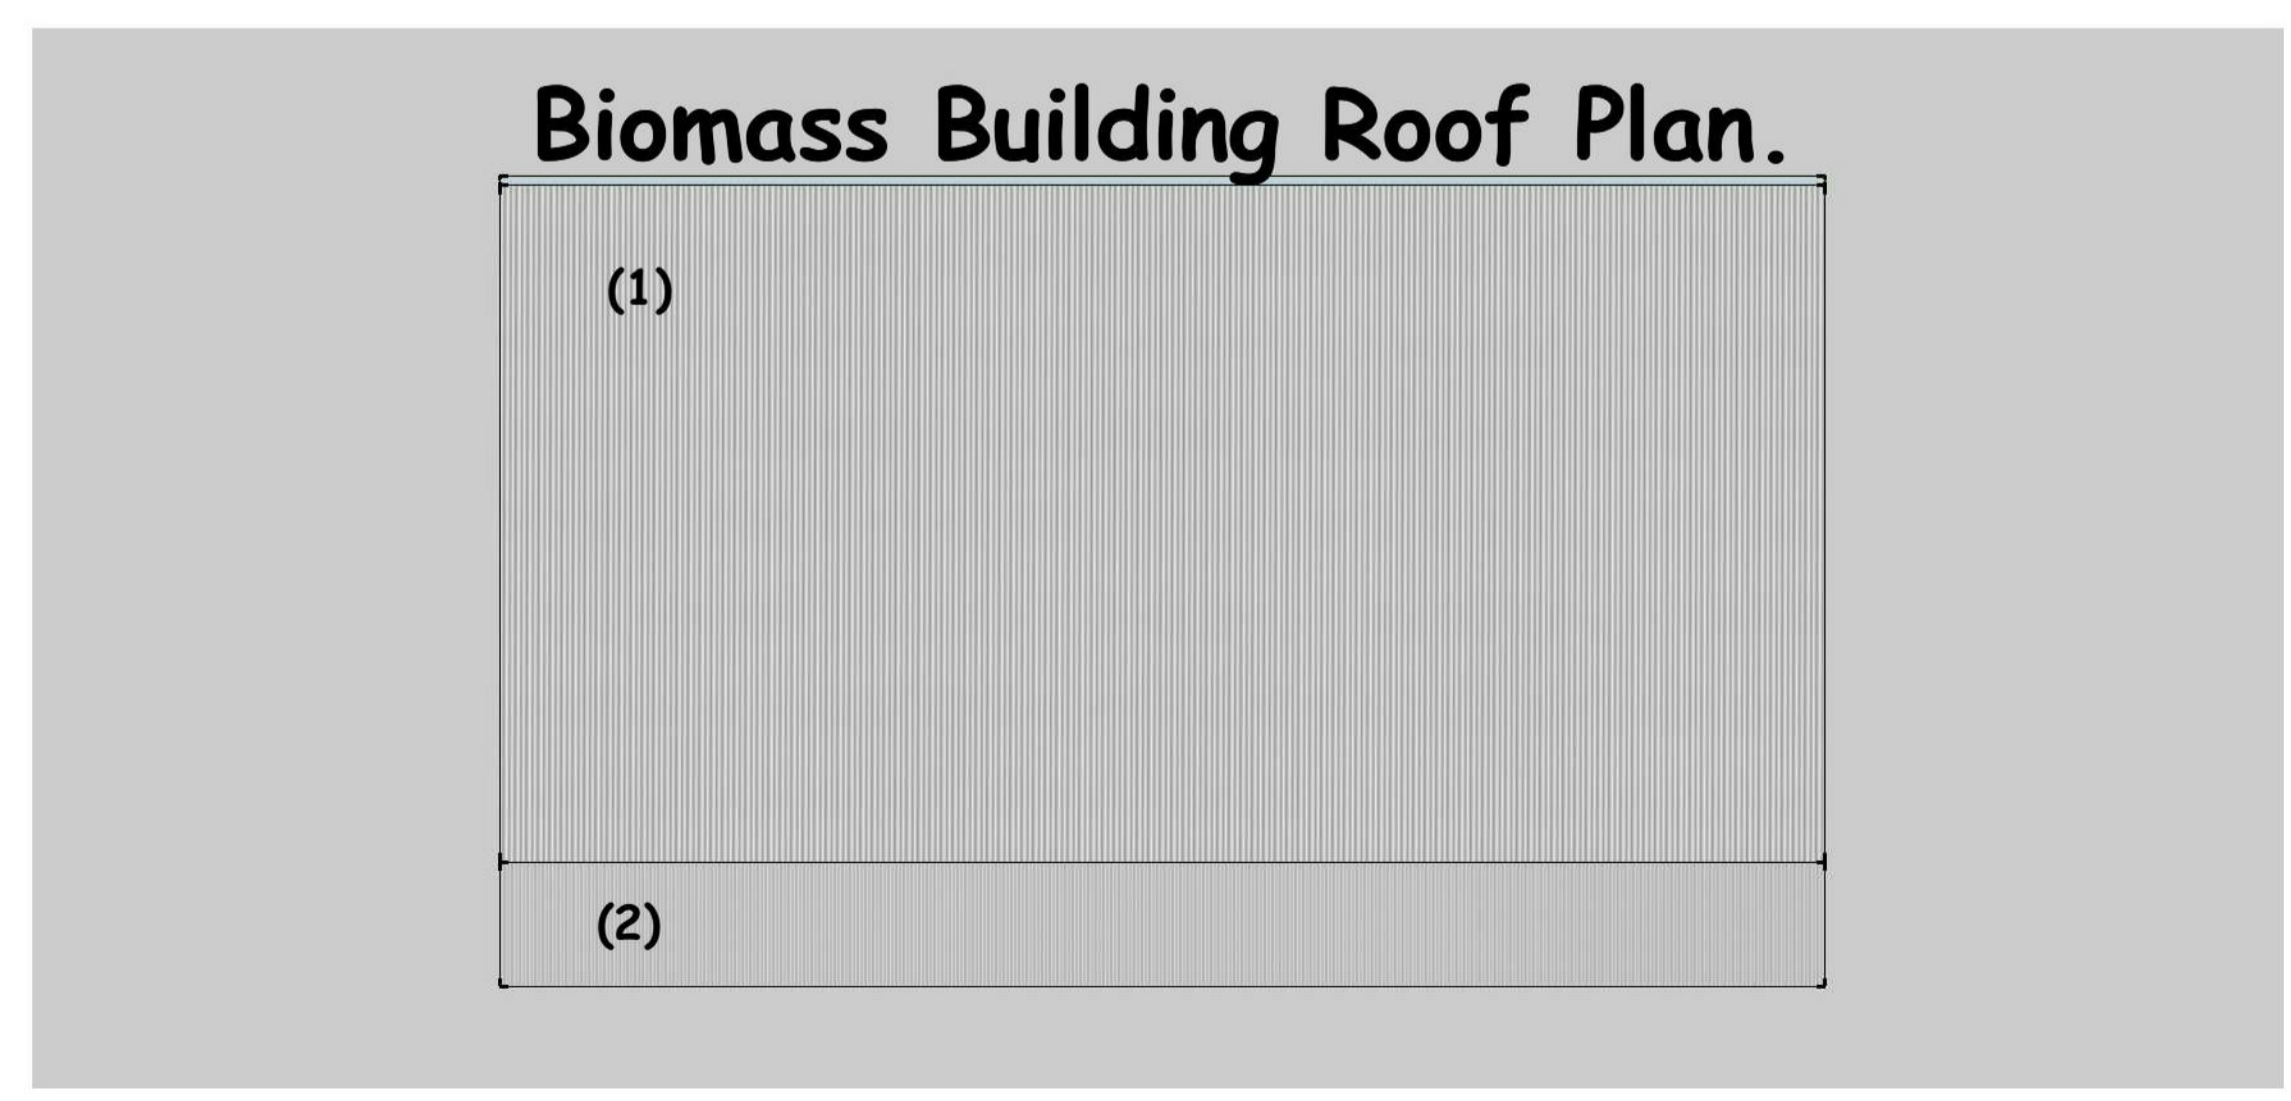 Biomass Building Roof Plan.
(1)
(2)